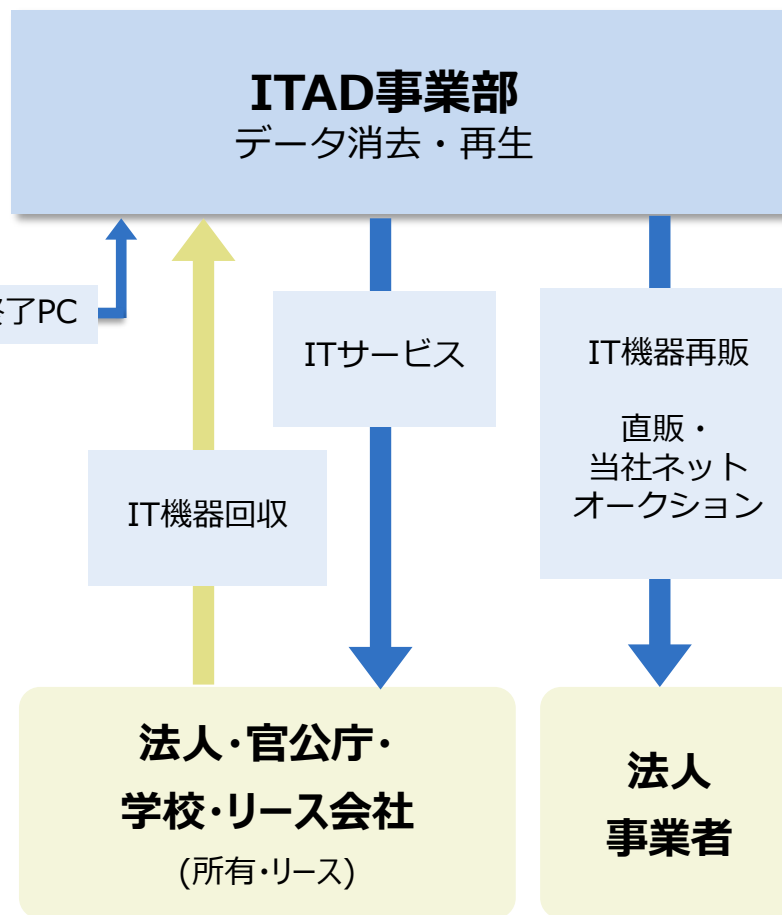 ITAD事業部
データ消去・再生
終了PC
ITサービス
IT機器再販
直販・
当社ネット
オークション
IT機器回収
法人・官公庁・
学校・リース会社
(所有・リース)
法人
事業者